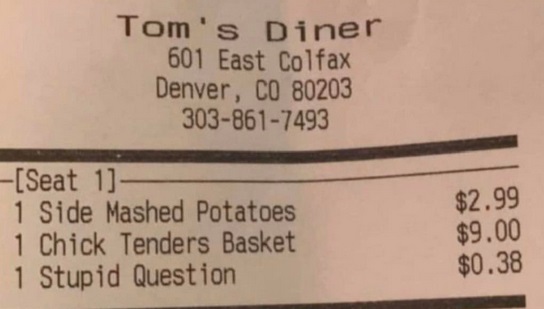 Tom's Diner
601 East Colfax
Denver, CO 80203
303-861-7493
[Seat 1]
1 Side Mashed Potatoes $2.99
1 Chick Tenders Basket $9.00
1 Stupid Question $0.38